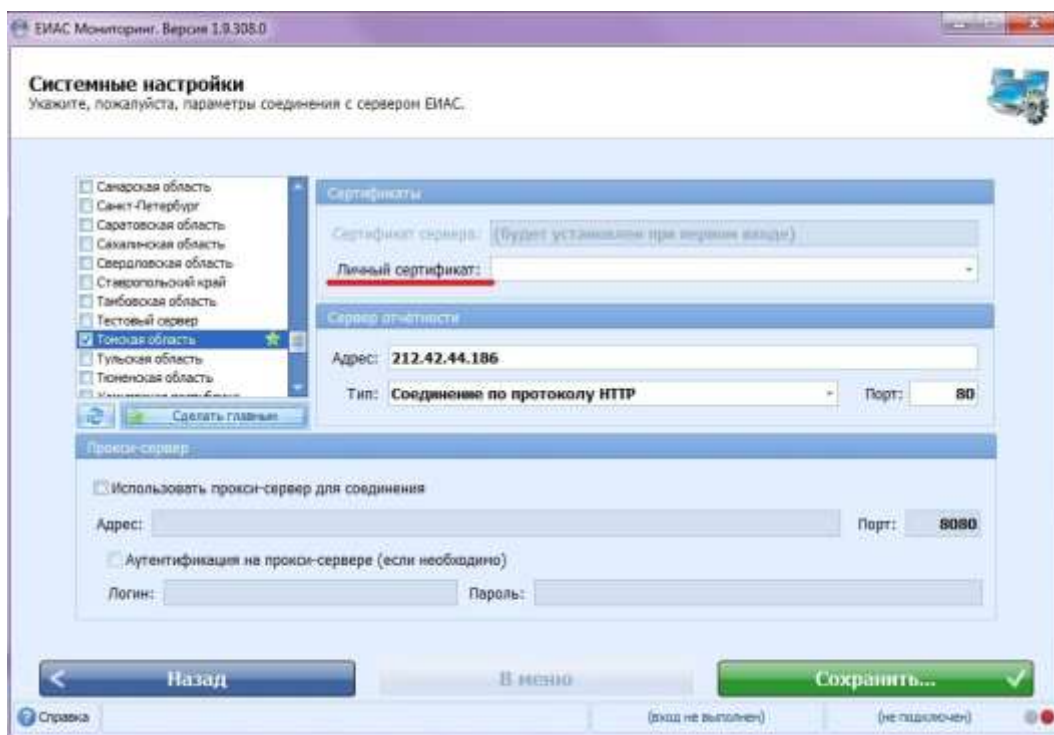 ЕИАС Мониторинг. Версия 1.9.308.0
Системные настройки
Укажите, пожалуйста, параметры соединения с сервером ЕИАС.
Самарская область
Санкт-Петербург
Саратовская область
Сахалинская область
Свердловская область
Ставропольский край
Тамбовская область
Тестовый сервер
Томская область
Тульская область
Тюменская область
Сделать главным
Сертификаты
Сертификат сервера: (будет установлен при первом входе)
Личный сертификат:
Сервер отчетности
Адрес: 212.42.44.186
Тип: Соединение по протоколу HTTP Порт: 80
Прокси-сервер
Использовать прокси-сервер для соединения
Адрес: Порт: 8080
Аутентификация на прокси-сервере (если необходимо)
Логин: Пароль:
Назад В меню Сохранить...
Справка (вход не выполнен) (не подключен)